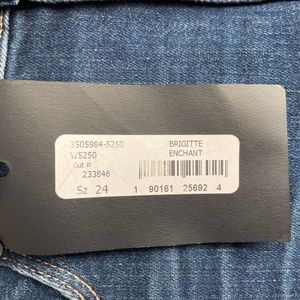 3505984-5250
W5250
Cut #
233846
Sz 24
BRIGITTE
ENCHANT
1 90161 25692 4